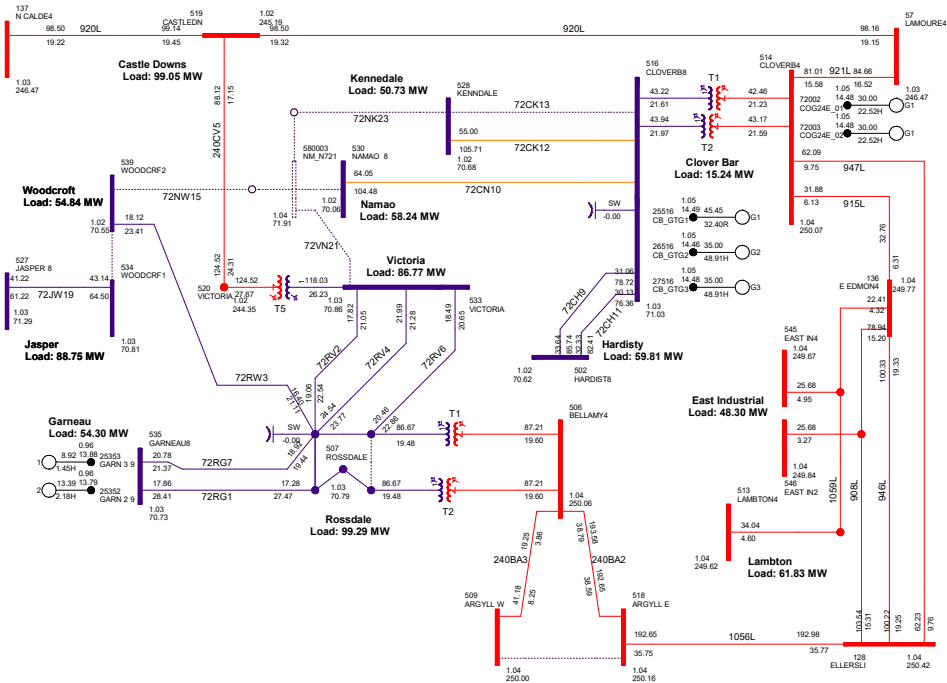 137
N CALDE4
98.50
19.22
920L
99.14
19.45
519
CASTLEDN
1.02
245.19
98.50
19.32
920L
98.16
19.15
57
LAMOURE4
1.03
246.47
Castle Downs
Load: 99.05 MW
88.12
17.15
240CV5
124.52
24.31
Kennedale
Load: 50.73 MW
528
KENNDALE
72CK13
72NK23
55.00
105.71
72CK12
1.02
70.68
516
CLOVERB8
43.22
21.61
T1
42.46
21.23
43.94
21.97
T2
43.17
21.59
514
CLOVERB4
81.01
15.58
921L
84.66
16.52
1.03
246.47
72002
COG24E_01
1.05
14.48
30.00
22.52H
G1
72003
COG24E_02
1.05
14.48
30.00
22.52H
G1
Clover Bar
Load: 15.24 MW
62.09
9.75
947L
31.88
6.13
915L
1.04
250.07
580003
NM_N721
530
NAMAO 8
64.05
104.48
72CN10
1.02
70.06
Namao
Load: 58.24 MW
1.04
71.91
72VN21
539
WOODCRF2
72NW15
Woodcroft
Load: 54.84 MW
1.02
70.55
18.12
23.41
SW
-0.00
25516
CB_GTG1
1.05
14.49
45.45
32.40R
G1
26516
CB_GTG2
1.05
14.46
35.00
48.91H
G2
27516
CB_GTG3
1.05
14.48
35.00
48.91H
G3
32.76
6.31
527
JASPER 8
41.22
61.22
72JW19
43.14
64.50
534
WOODCRF1
1.03
71.29
1.03
70.81
Jasper
Load: 88.75 MW
520
VICTORIA
124.52
27.67
1.02
244.35
T5
118.03
26.23
1.03
70.86
Victoria
Load: 86.77 MW
533
VICTORIA
17.82
21.05
21.99
21.28
18.49
20.65
31.06
78.72
30.13
76.36
1.03
71.03
72CH9
72CH11
33.64
85.74
32.33
82.41
Hardisty
Load: 59.81 MW
1.02
70.62
502
HARDIST8
136
E EDMON4
1.04
249.77
22.41
4.32
78.94
15.20
100.33
19.33
545
EAST IN4
1.04
249.67
25.68
4.95
East Industrial
Load: 48.30 MW
25.68
3.27
1.04
249.84
546
EAST IN2
72RV2
72RV4
72RV6
72RW3
19.06
22.54
24.54
23.77
20.46
22.86
18.92
19.44
Garneau
Load: 54.30 MW
535
GARNEAU8
1
8.92
1.45H
0.96
13.88
25353
GARN 3 9
2
13.39
2.18H
0.96
13.79
25352
GARN 2 9
20.78
21.37
72RG7
17.86
28.41
72RG1
17.28
27.47
1.03
70.73
SW
-0.00
507
ROSSDALE
1.03
70.79
Rossdale
Load: 99.29 MW
86.67
19.48
T1
87.21
19.60
86.67
19.48
T2
87.21
19.60
506
BELLAMY4
1.04
250.06
19.25
3.86
38.79
193.58
240BA3
240BA2
41.18
8.25
192.65
38.59
509
ARGYLL W
518
ARGYLL E
1.04
250.00
1.04
250.16
513
LAMBTON4
34.04
4.60
1.04
249.62
Lambton
Load: 61.83 MW
1059L
908L
946L
192.65
35.75
1056L
192.98
35.77
103.54
15.31
100.22
19.25
62.23
9.76
128
ELLERSLI
1.04
250.42